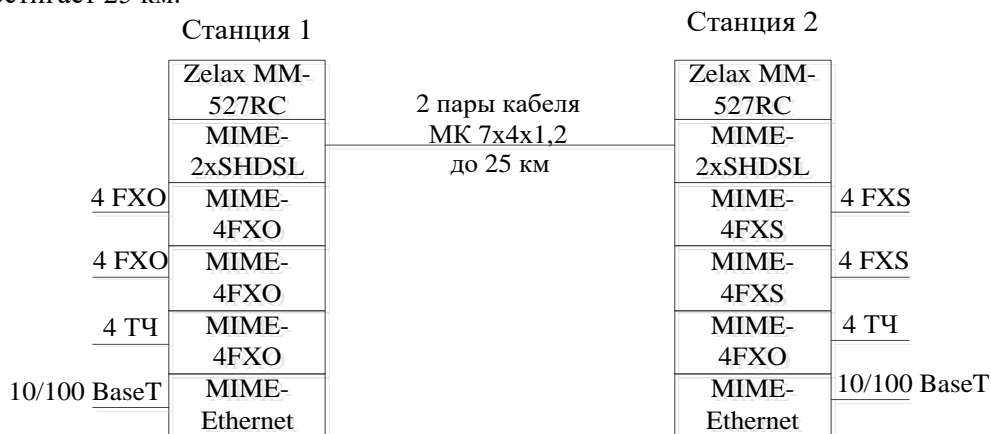 Станция 1
Станция 2
Zelax MM-
527RC
MIME-
2xSHDSL
MIME-
4FXO
MIME-
4FXO
MIME-
4FXO
MIME-
Ethernet
4 FXO
4 FXO
4 ТЧ
10/100 BaseT
2 пары кабеля
МК 7х4х1,2
до 25 км
Zelax MM-
527RC
MIME-
2xSHDSL
MIME-
4FXS
MIME-
4FXS
MIME-
4FXO
MIME-
Ethernet
4 FXS
4 FXS
4 ТЧ
10/100 BaseT